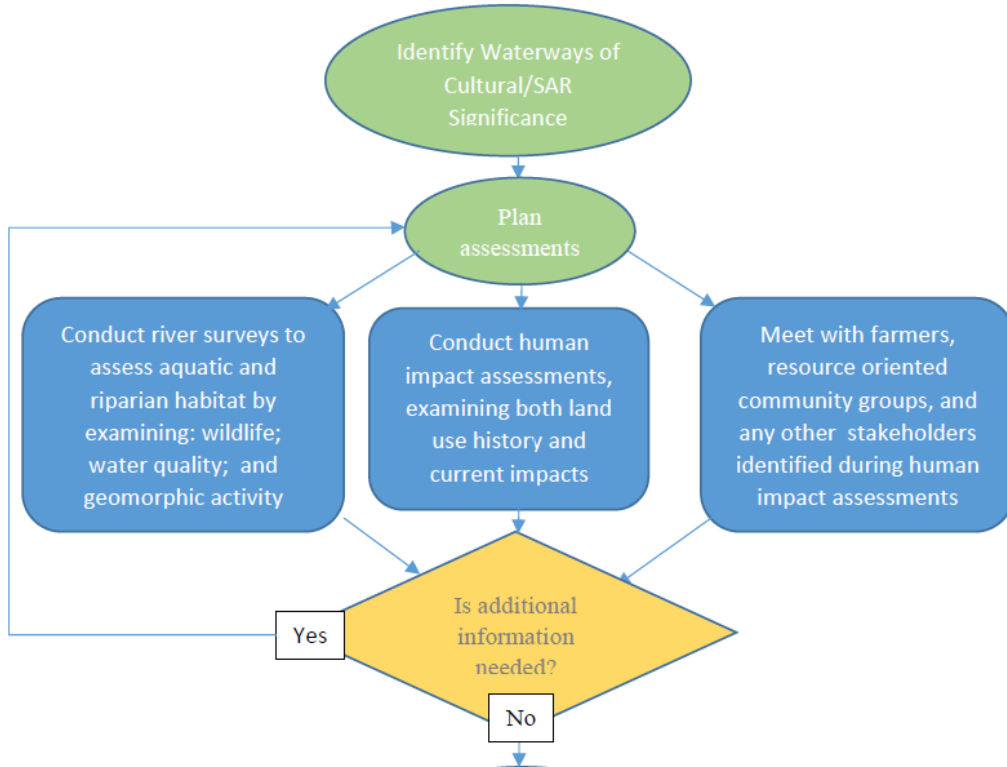 Identify Waterways of
Cultural/SAR
Significance
Plan
assessments
Conduct river surveys to
assess aquatic and
riparian habitat by
examining: wildlife;
water quality; and
geomorphic activity
Conduct human
impact assessments,
examining both land
use history and
current impacts
Meet with farmers,
resource oriented
community groups, and
any other stakeholders
identified during human
impact assessments
Is additional
information
needed?
Yes
No